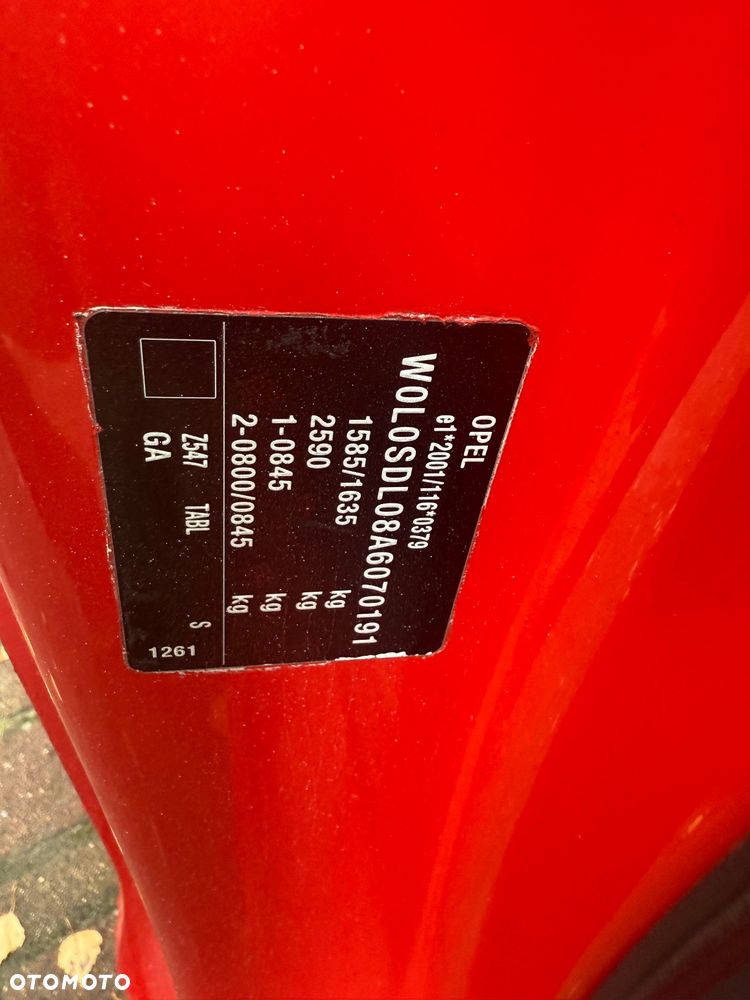 OPEL
e1*2001/116*0379
W0L0SDL08A6070191
1585/1635 kg
2590 kg
1-0845 kg
2-0800/0845 kg
Z547 TABL S
GA
1261
OTOMOTO